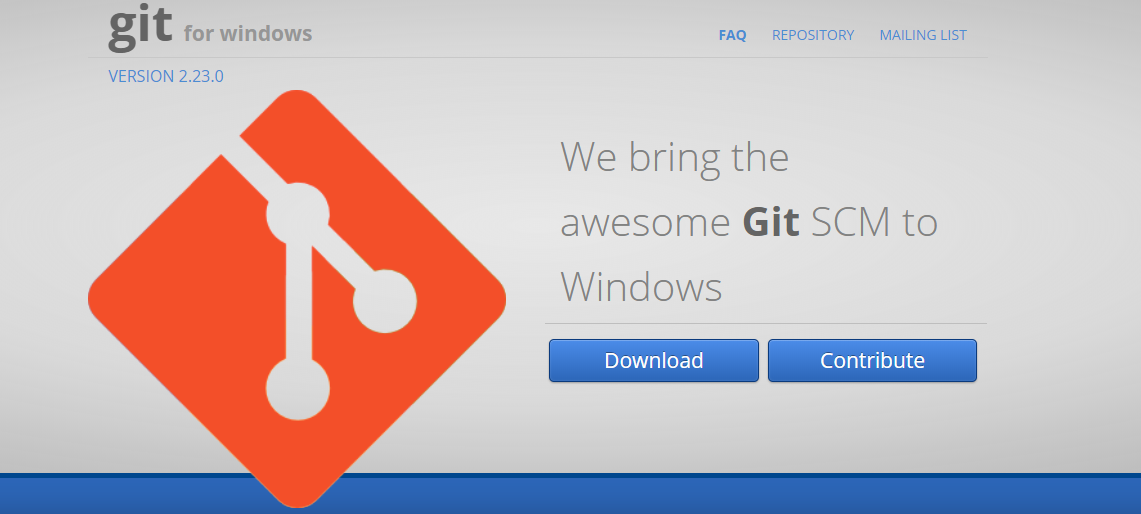 git for windows
FAQ REPOSITORY MAILING LIST
VERSION 2.23.0
We bring the
awesome Git SCM to
Windows
Download Contribute